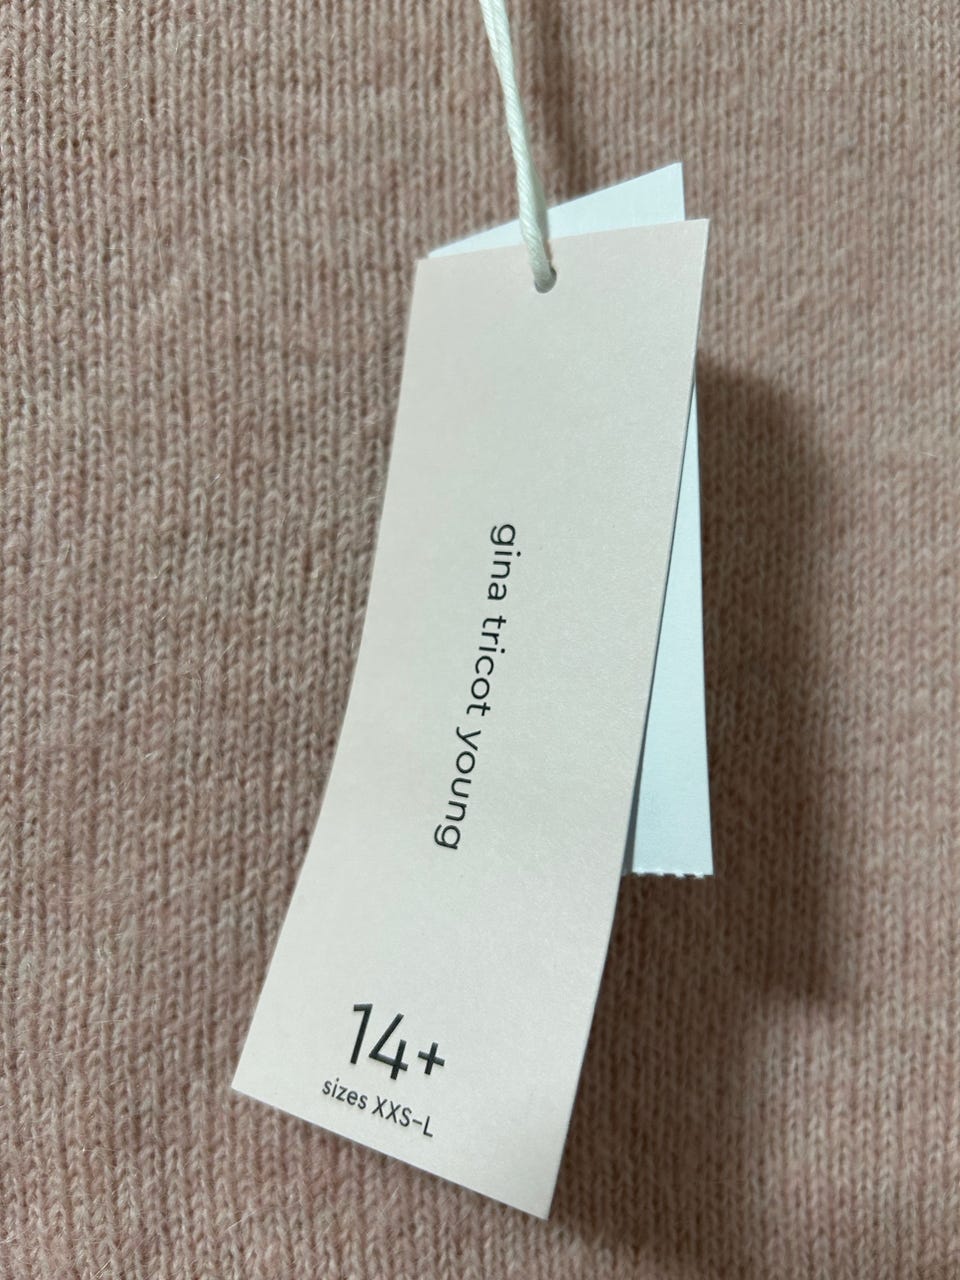 gina tricot young
14+
sizes XXS-L